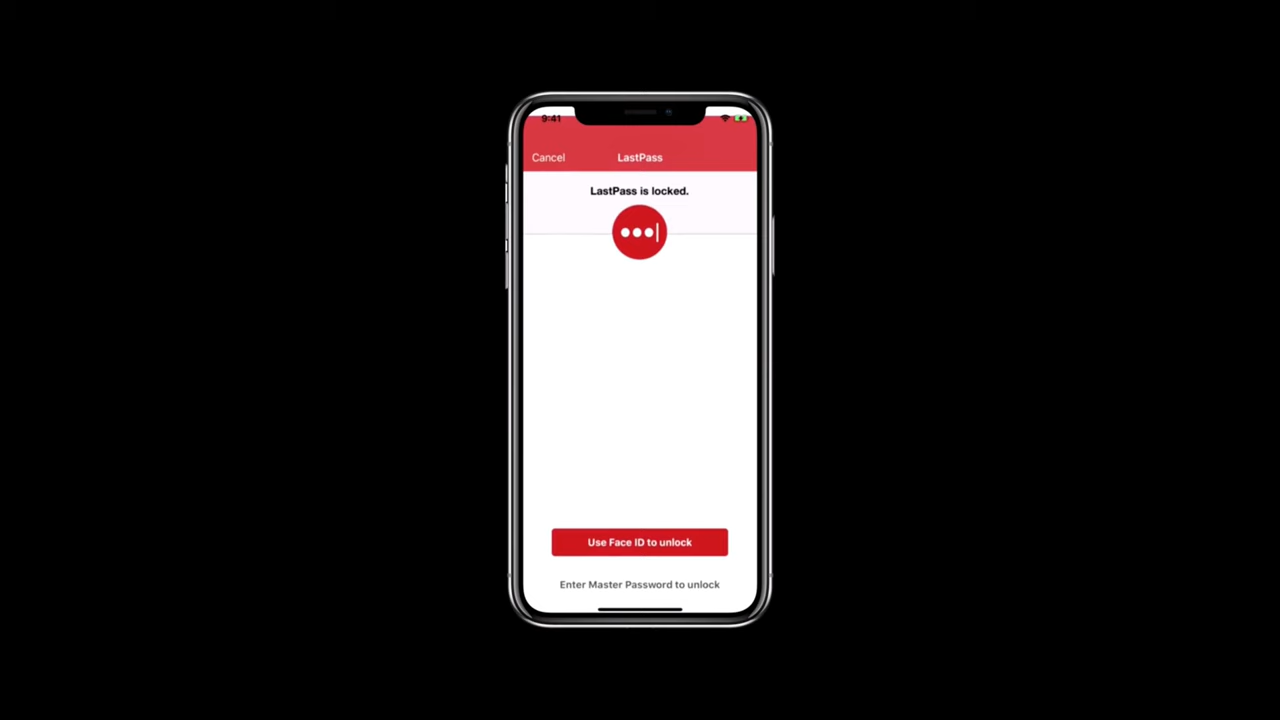 9:41
Cancel
LastPass
LastPass is locked.
Use Face ID to unlock
Enter Master Password to unlock